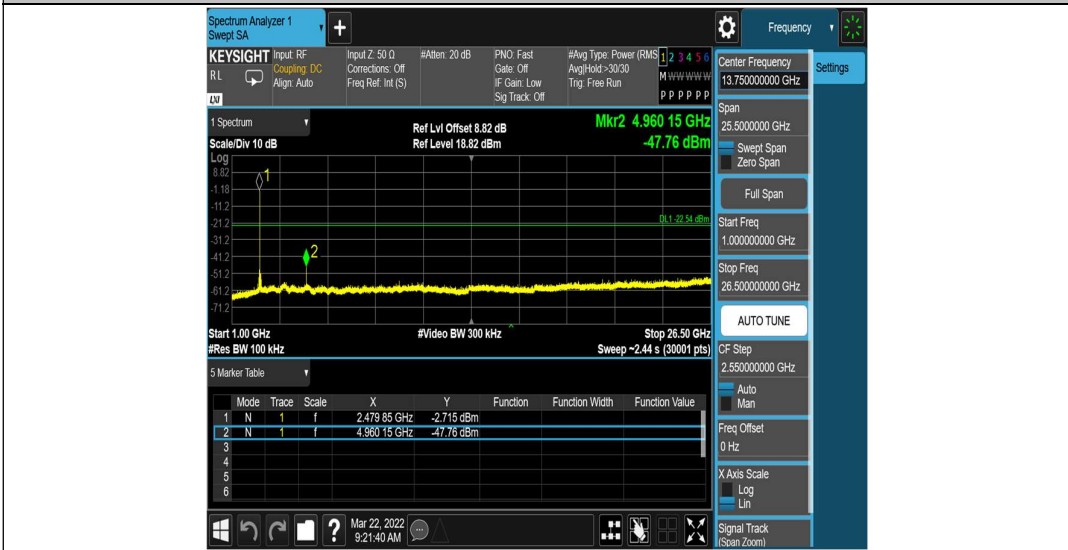 Spectrum Analyzer 1
Swept SA
+
Frequency
KEYSIGHT
RL
LXI
Input: RF
Coupling: DC
Align: Auto
Input Z: 50 Ω
Corrections: Off
Freq Ref: Int (S)
#Atten: 20 dB
PNO: Fast
Gate: Off
IF Gain: Low
Sig Track: Off
#Avg Type: Power (RMS
Avg|Hold:>30/30
Trig: Free Run
1 2 3 4 5 6
M W W W W W
P P P P P P
1 Spectrum
Scale/Div 10 dB
Ref Lvl Offset 8.82 dB
Ref Level 18.82 dBm
Mkr2 4.960 15 GHz
-47.76 dBm
Log
8.82
-1.18
-11.2
-21.2
-31.2
-41.2
-51.2
-61.2
-71.2
1
2
DL1 -22.54 dBm
Start 1.00 GHz
#Video BW 300 kHz
Stop 26.50 GHz
#Res BW 100 kHz
Sweep ~2.44 s (30001 pts)
5 Marker Table
Mode Trace Scale X Y Function Function Width Function Value
1 N 1 f 2.479 85 GHz -2.715 dBm
2 N 1 f 4.960 15 GHz -47.76 dBm
3
4
5
6
?
Mar 22, 2022
9:21:40 AM
Center Frequency
13.750000000 GHz
Settings
Span
25.5000000 GHz
Swept Span
Zero Span
Full Span
Start Freq
1.000000000 GHz
Stop Freq
26.500000000 GHz
AUTO TUNE
CF Step
2.550000000 GHz
Auto
Man
Freq Offset
0 Hz
X Axis Scale
Log
Lin
Signal Track
(Span Zoom)